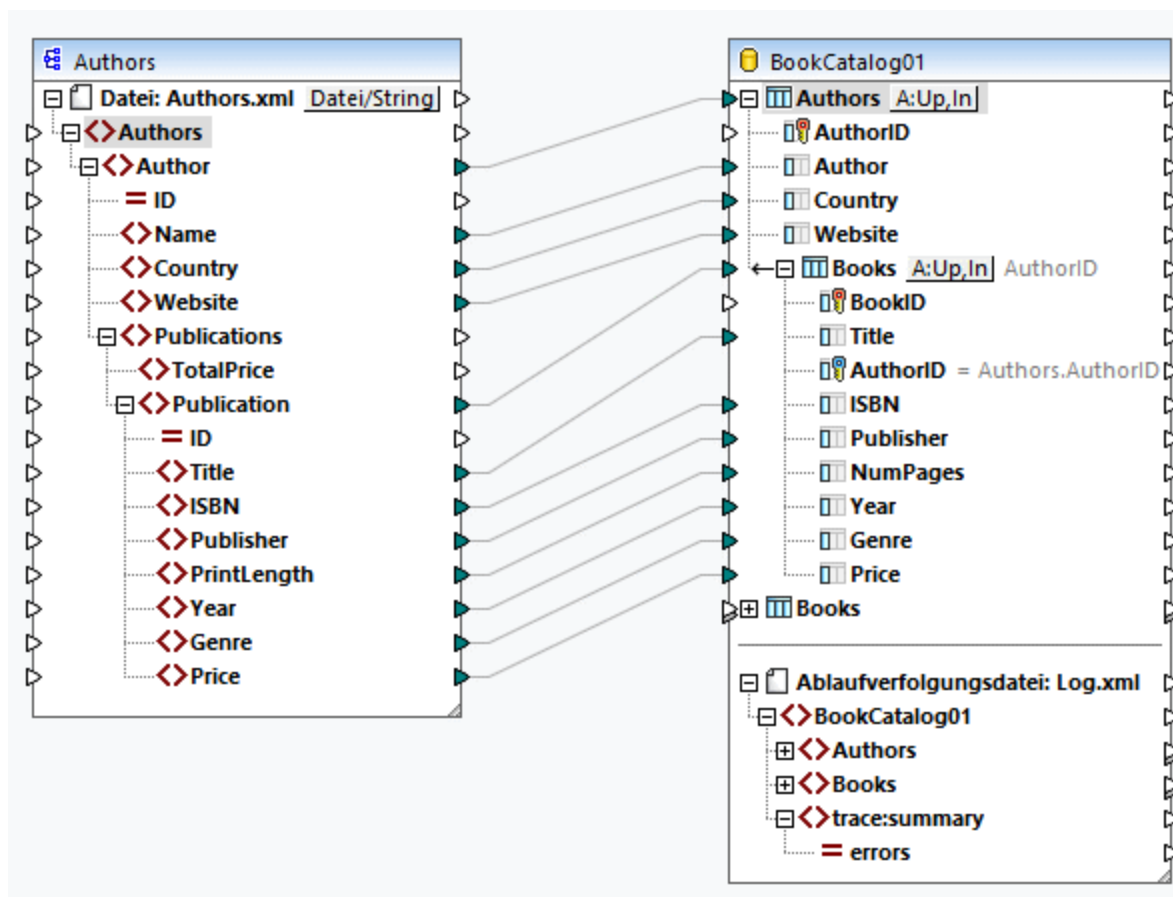 Authors
Datei: Authors.xml Datei/String
Authors
Author
ID
Name
Country
Website
Publications
TotalPrice
Publication
ID
Title
ISBN
Publisher
PrintLength
Year
Genre
Price
BookCatalog01
Authors A:Up,In
AuthorID
Author
Country
Website
Books A:Up,In AuthorID
BookID
Title
AuthorID = Authors.AuthorID
ISBN
Publisher
NumPages
Year
Genre
Price
Books
Ablaufverfolgungsdatei: Log.xml
BookCatalog01
Authors
Books
trace:summary
errors